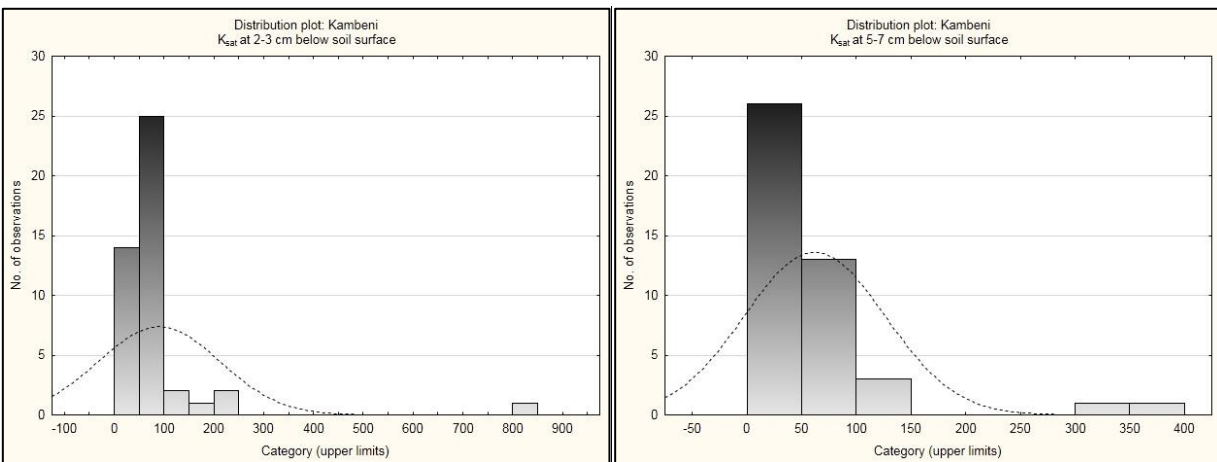 Distribution plot: Kambeni
K_sat at 2-3 cm below soil surface
No. of observations
30
25
20
15
10
5
0
-100 0 100 200 300 400 500 600 700 800 900
Category (upper limits)
Distribution plot: Kambeni
K_sat at 5-7 cm below soil surface
No. of observations
30
25
20
15
10
5
0
-50 0 50 100 150 200 250 300 350 400
Category (upper limits)